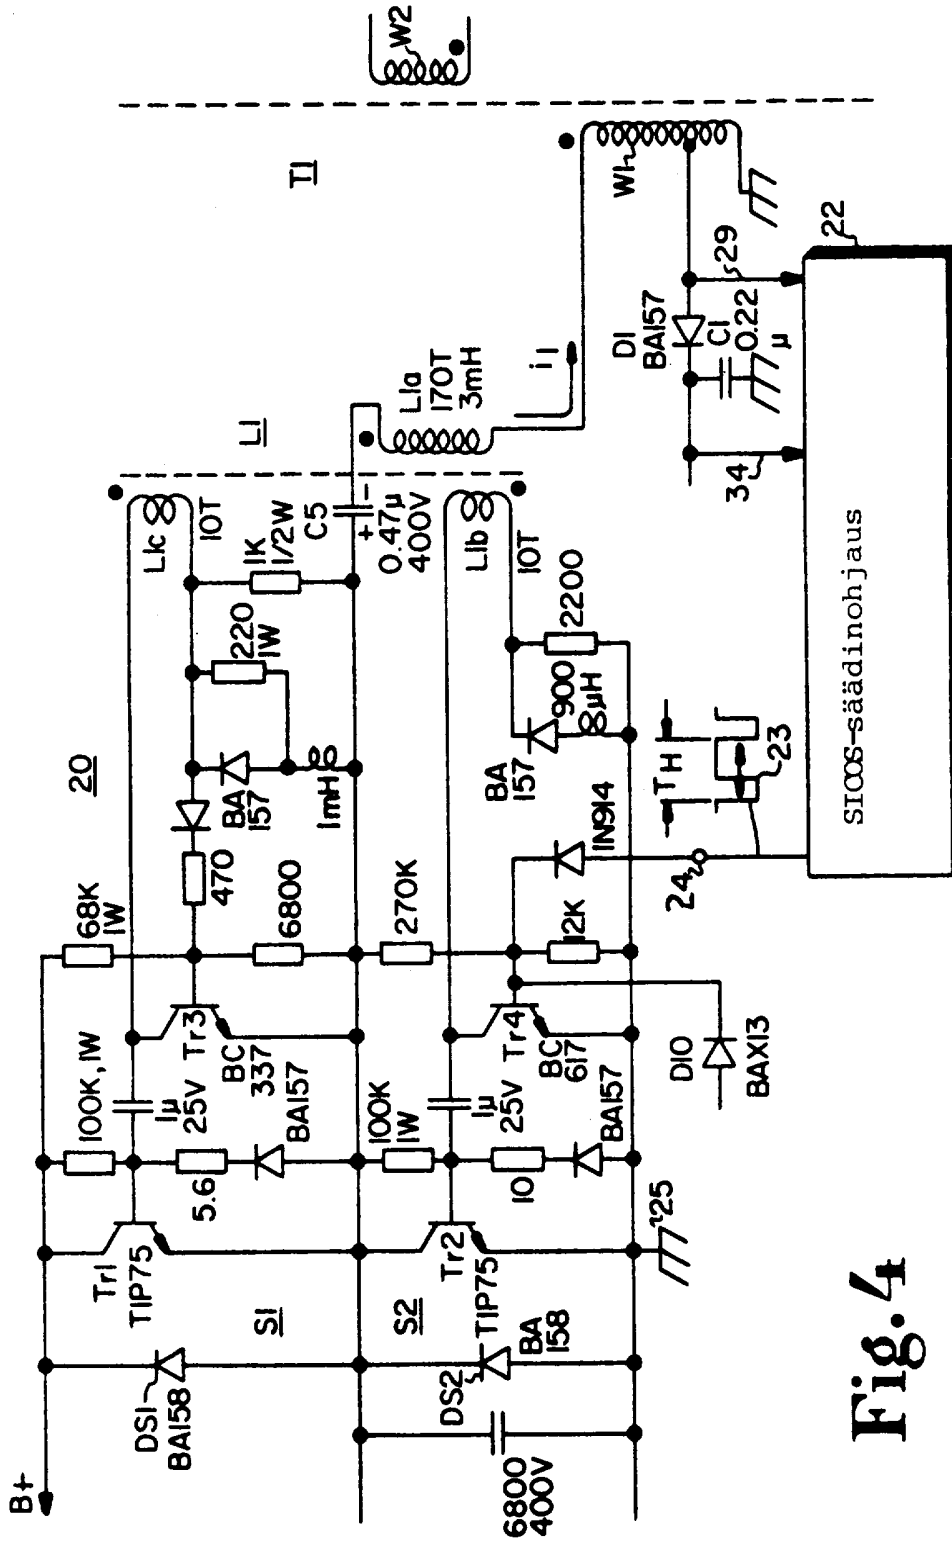 B+
DS1
BA158
6800
400V
S1
S2
DS2
BA
158
Tr1
TIP75
Tr2
TIP75
25
100K, 1W
5.6
BA157
100K
1W
10
BA157
1µ
25V
1µ
25V
Tr3
BC
337
Tr4
BC
617
D10
BAX13
68K
1W
470
6800
270K
12K
1N914
24
20
BA
157
1mH
220
1W
1K
1/2W
BA
157
900
µH
2200
TH
23
L1c
10T
L1b
10T
C5
+
-
0.47µ
400V
L1
L1a
170T
3mH
i1
T1
W1
W2
D1
BA157
C1
0.22
µ
29
34
22
SICOS-säädinohjaus
Fig.4